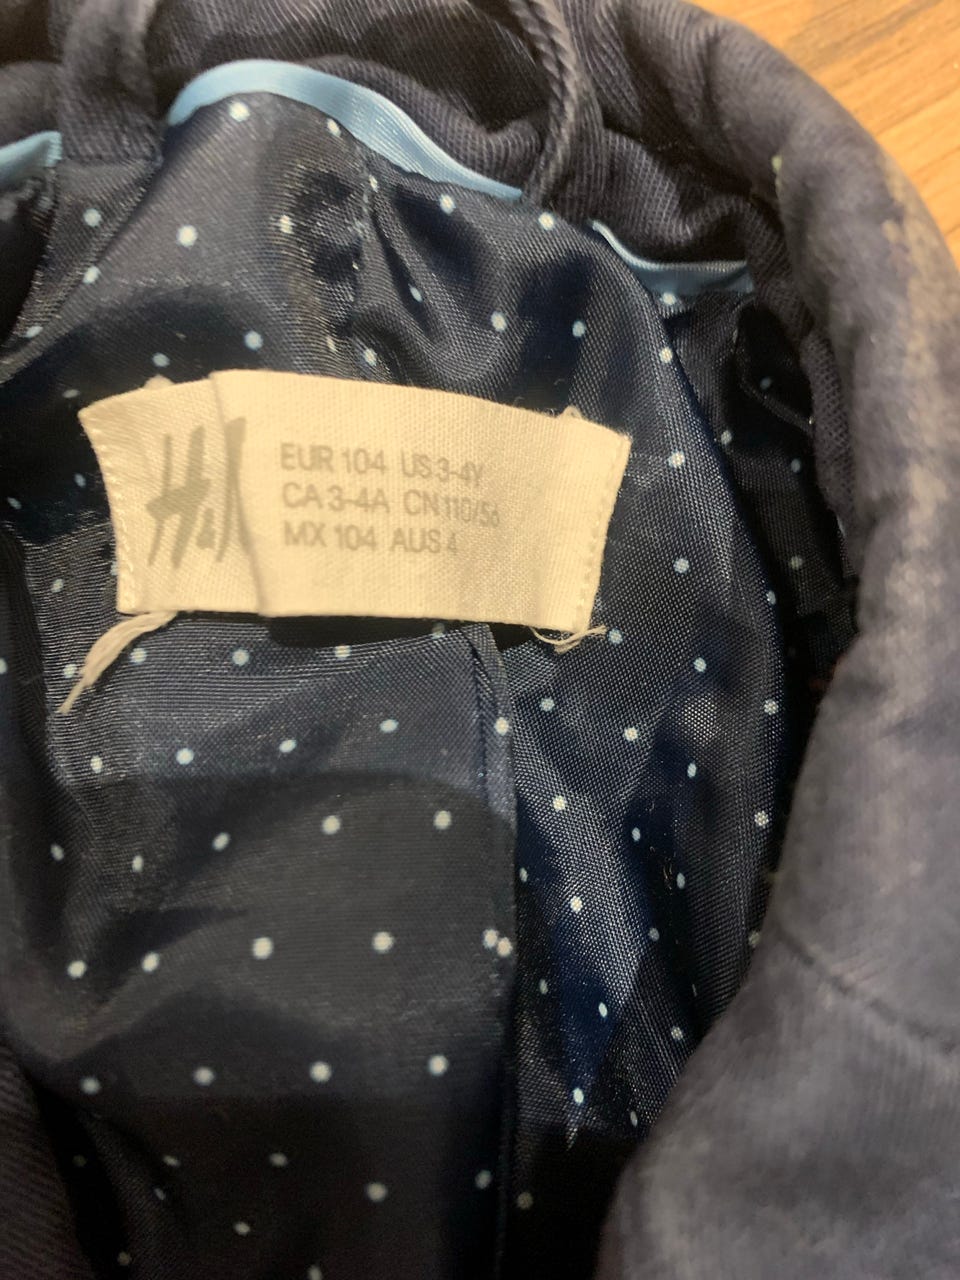 H&M
EUR 104 US 3-4Y
CA 3-4A CN 110/56
MX 104 AUS 4